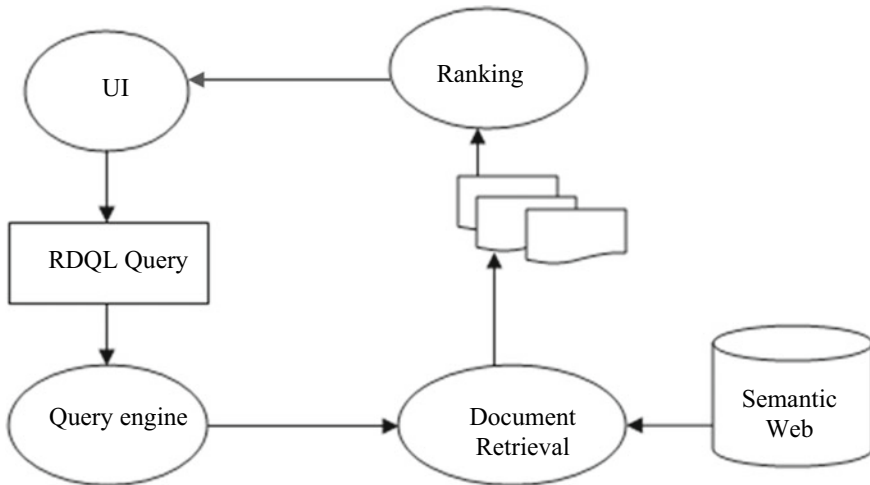 UI
Ranking
RDQL Query
Query engine
Document
Retrieval
Semantic
Web